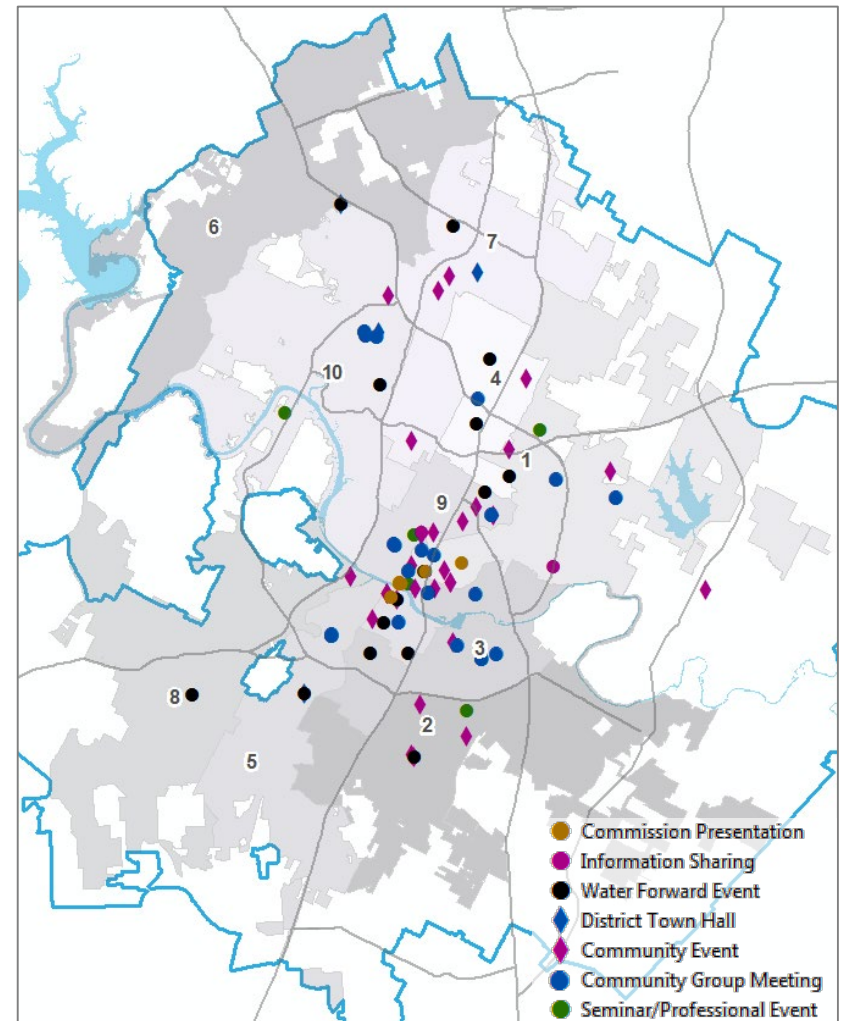 6
7
10
4
1
9
3
8
2
5
Commission Presentation
Information Sharing
Water Forward Event
District Town Hall
Community Event
Community Group Meeting
Seminar/Professional Event